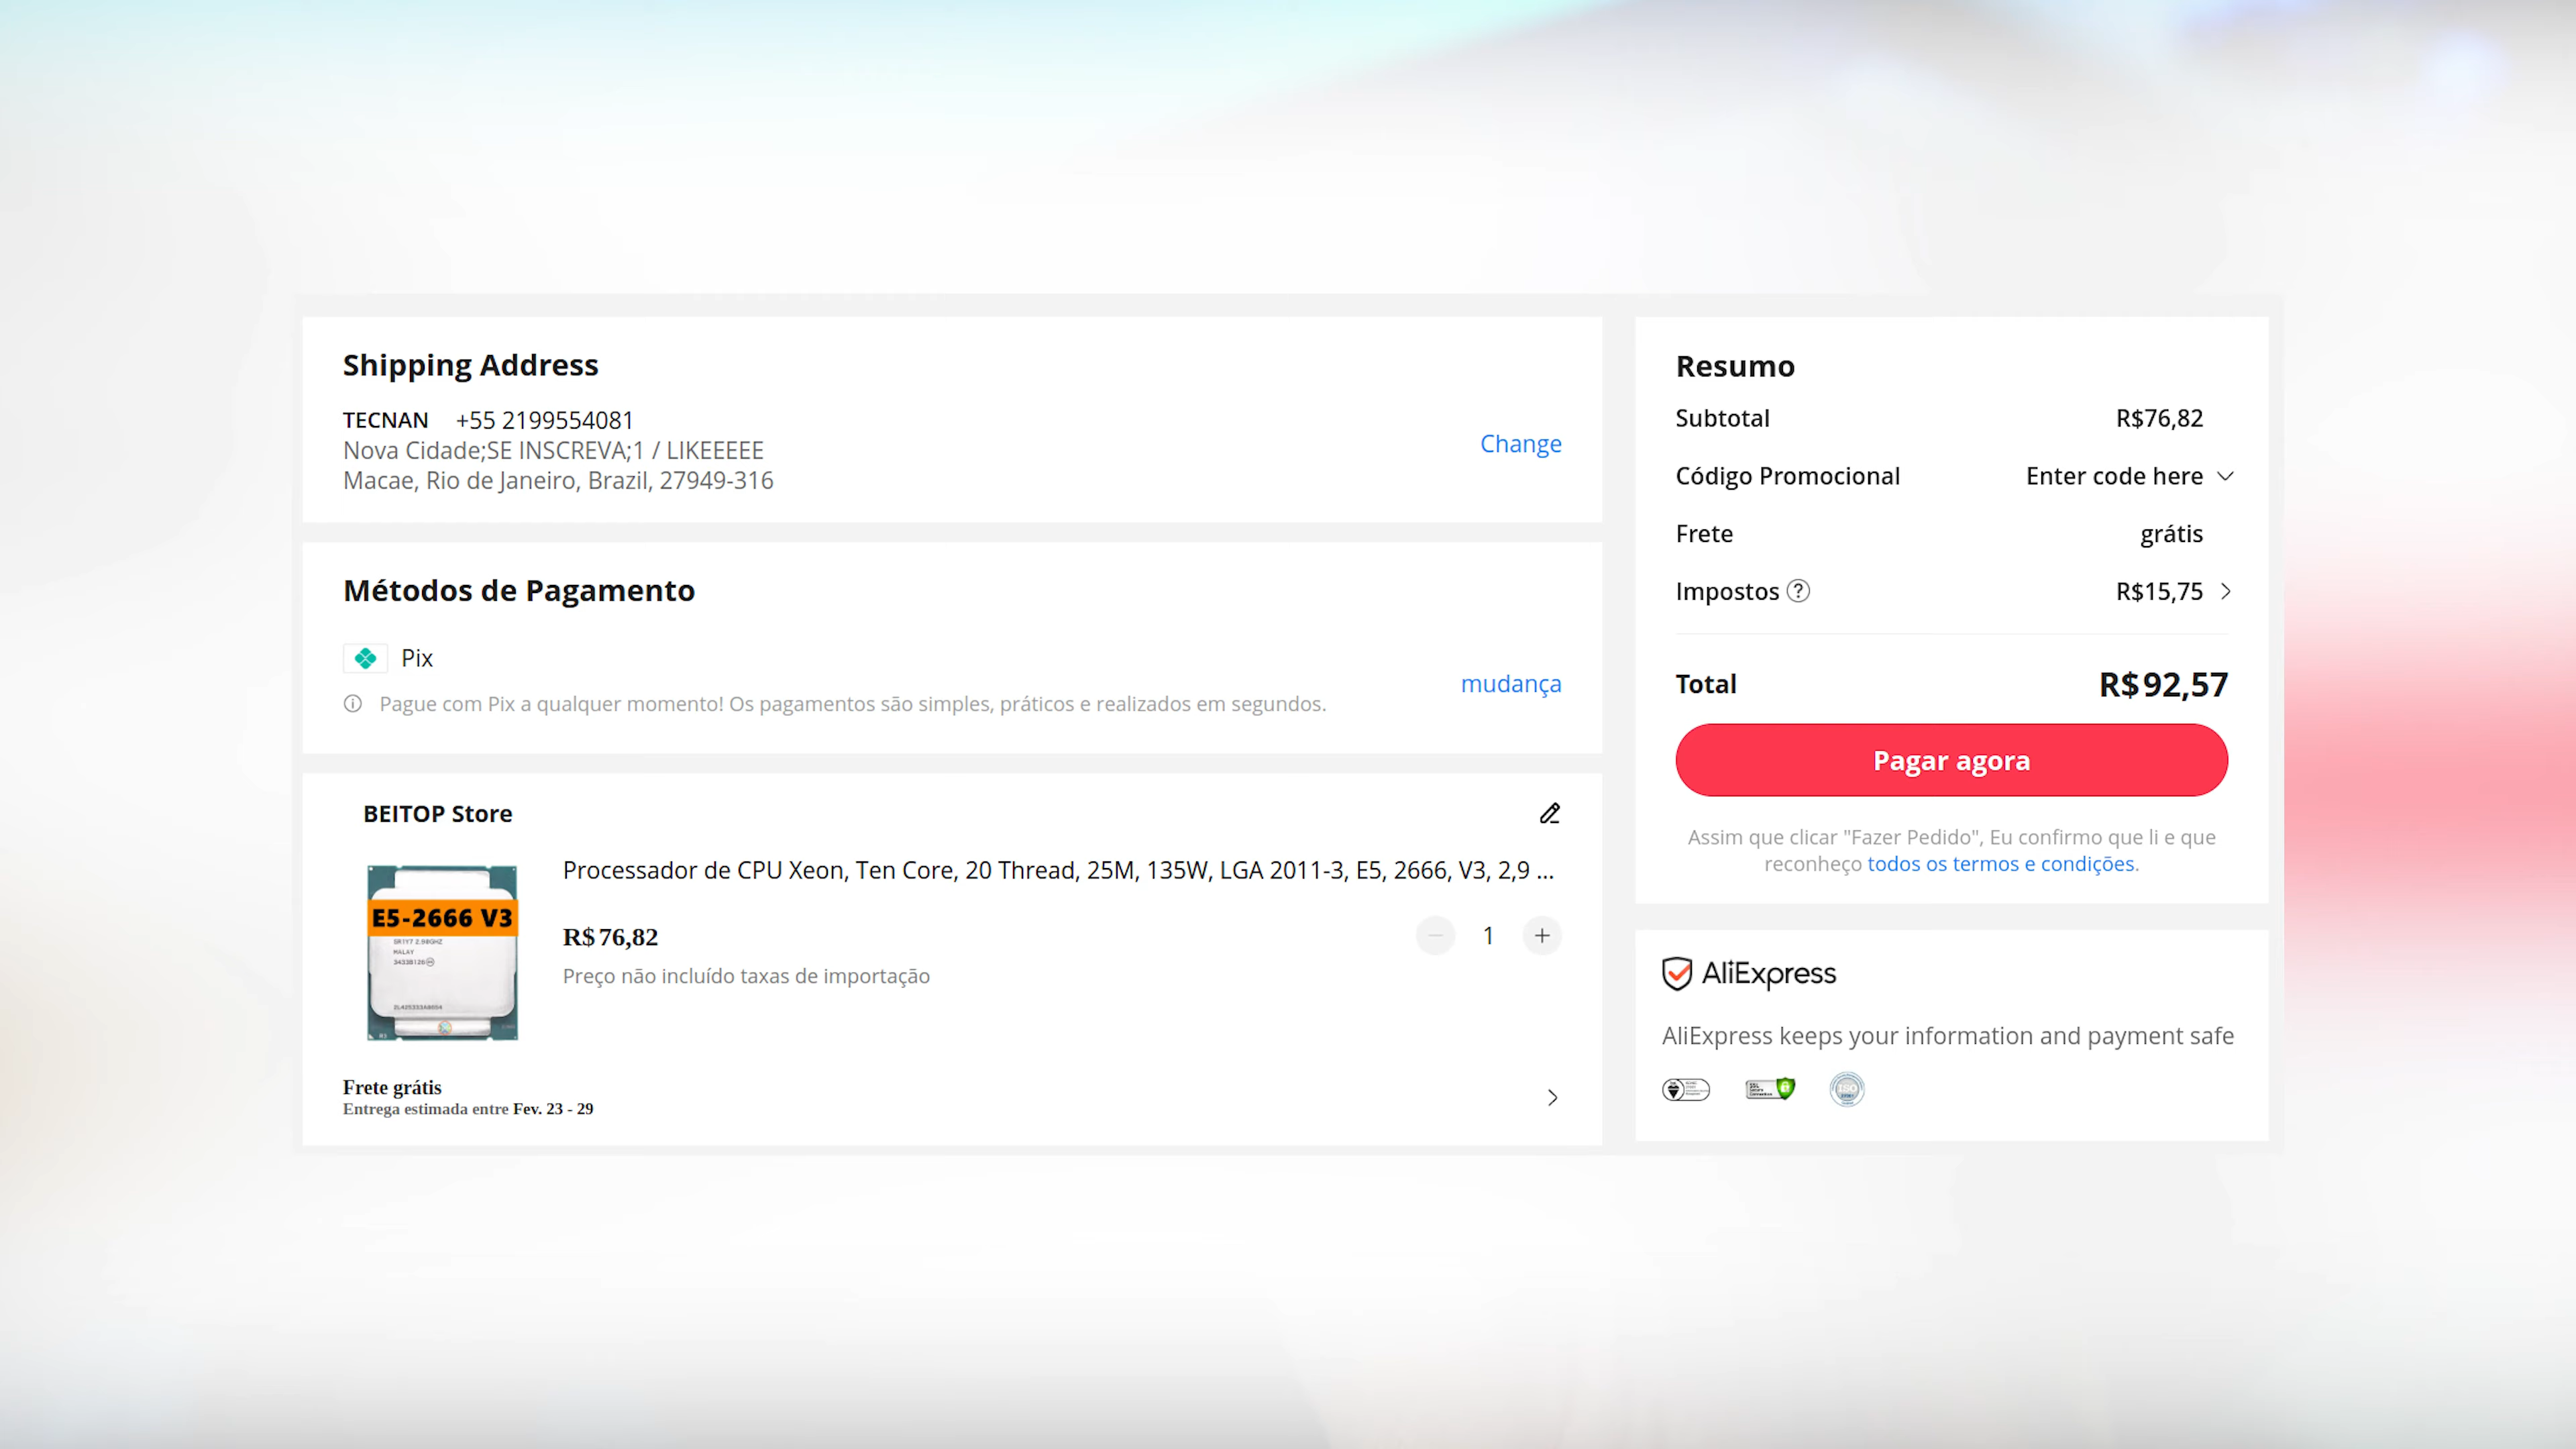 Shipping Address
TECNAN +55 2199554081
Nova Cidade;SE INSCREVA;1 / LIKEEEEE
Macae, Rio de Janeiro, Brazil, 27949-316
Change
Métodos de Pagamento
Pix
Pague com Pix a qualquer momento! Os pagamentos são simples, práticos e realizados em segundos.
mudança
BEITOP Store
E5-2666 V3
SR1Y7 2.90GHZ
MALAY
Processador de CPU Xeon, Ten Core, 20 Thread, 25M, 135W, LGA 2011-3, E5, 2666, V3, 2,9 ...
R$76,82
1
Preço não incluído taxas de importação
Frete grátis
Entrega estimada entre Fev. 23 - 29
Resumo
Subtotal R$76,82
Código Promocional Enter code here
Frete grátis
Impostos ? R$15,75
Total R$92,57
Pagar agora
Assim que clicar "Fazer Pedido", Eu confirmo que li e que
reconheço todos os termos e condições.
AliExpress
AliExpress keeps your information and payment safe
ISO